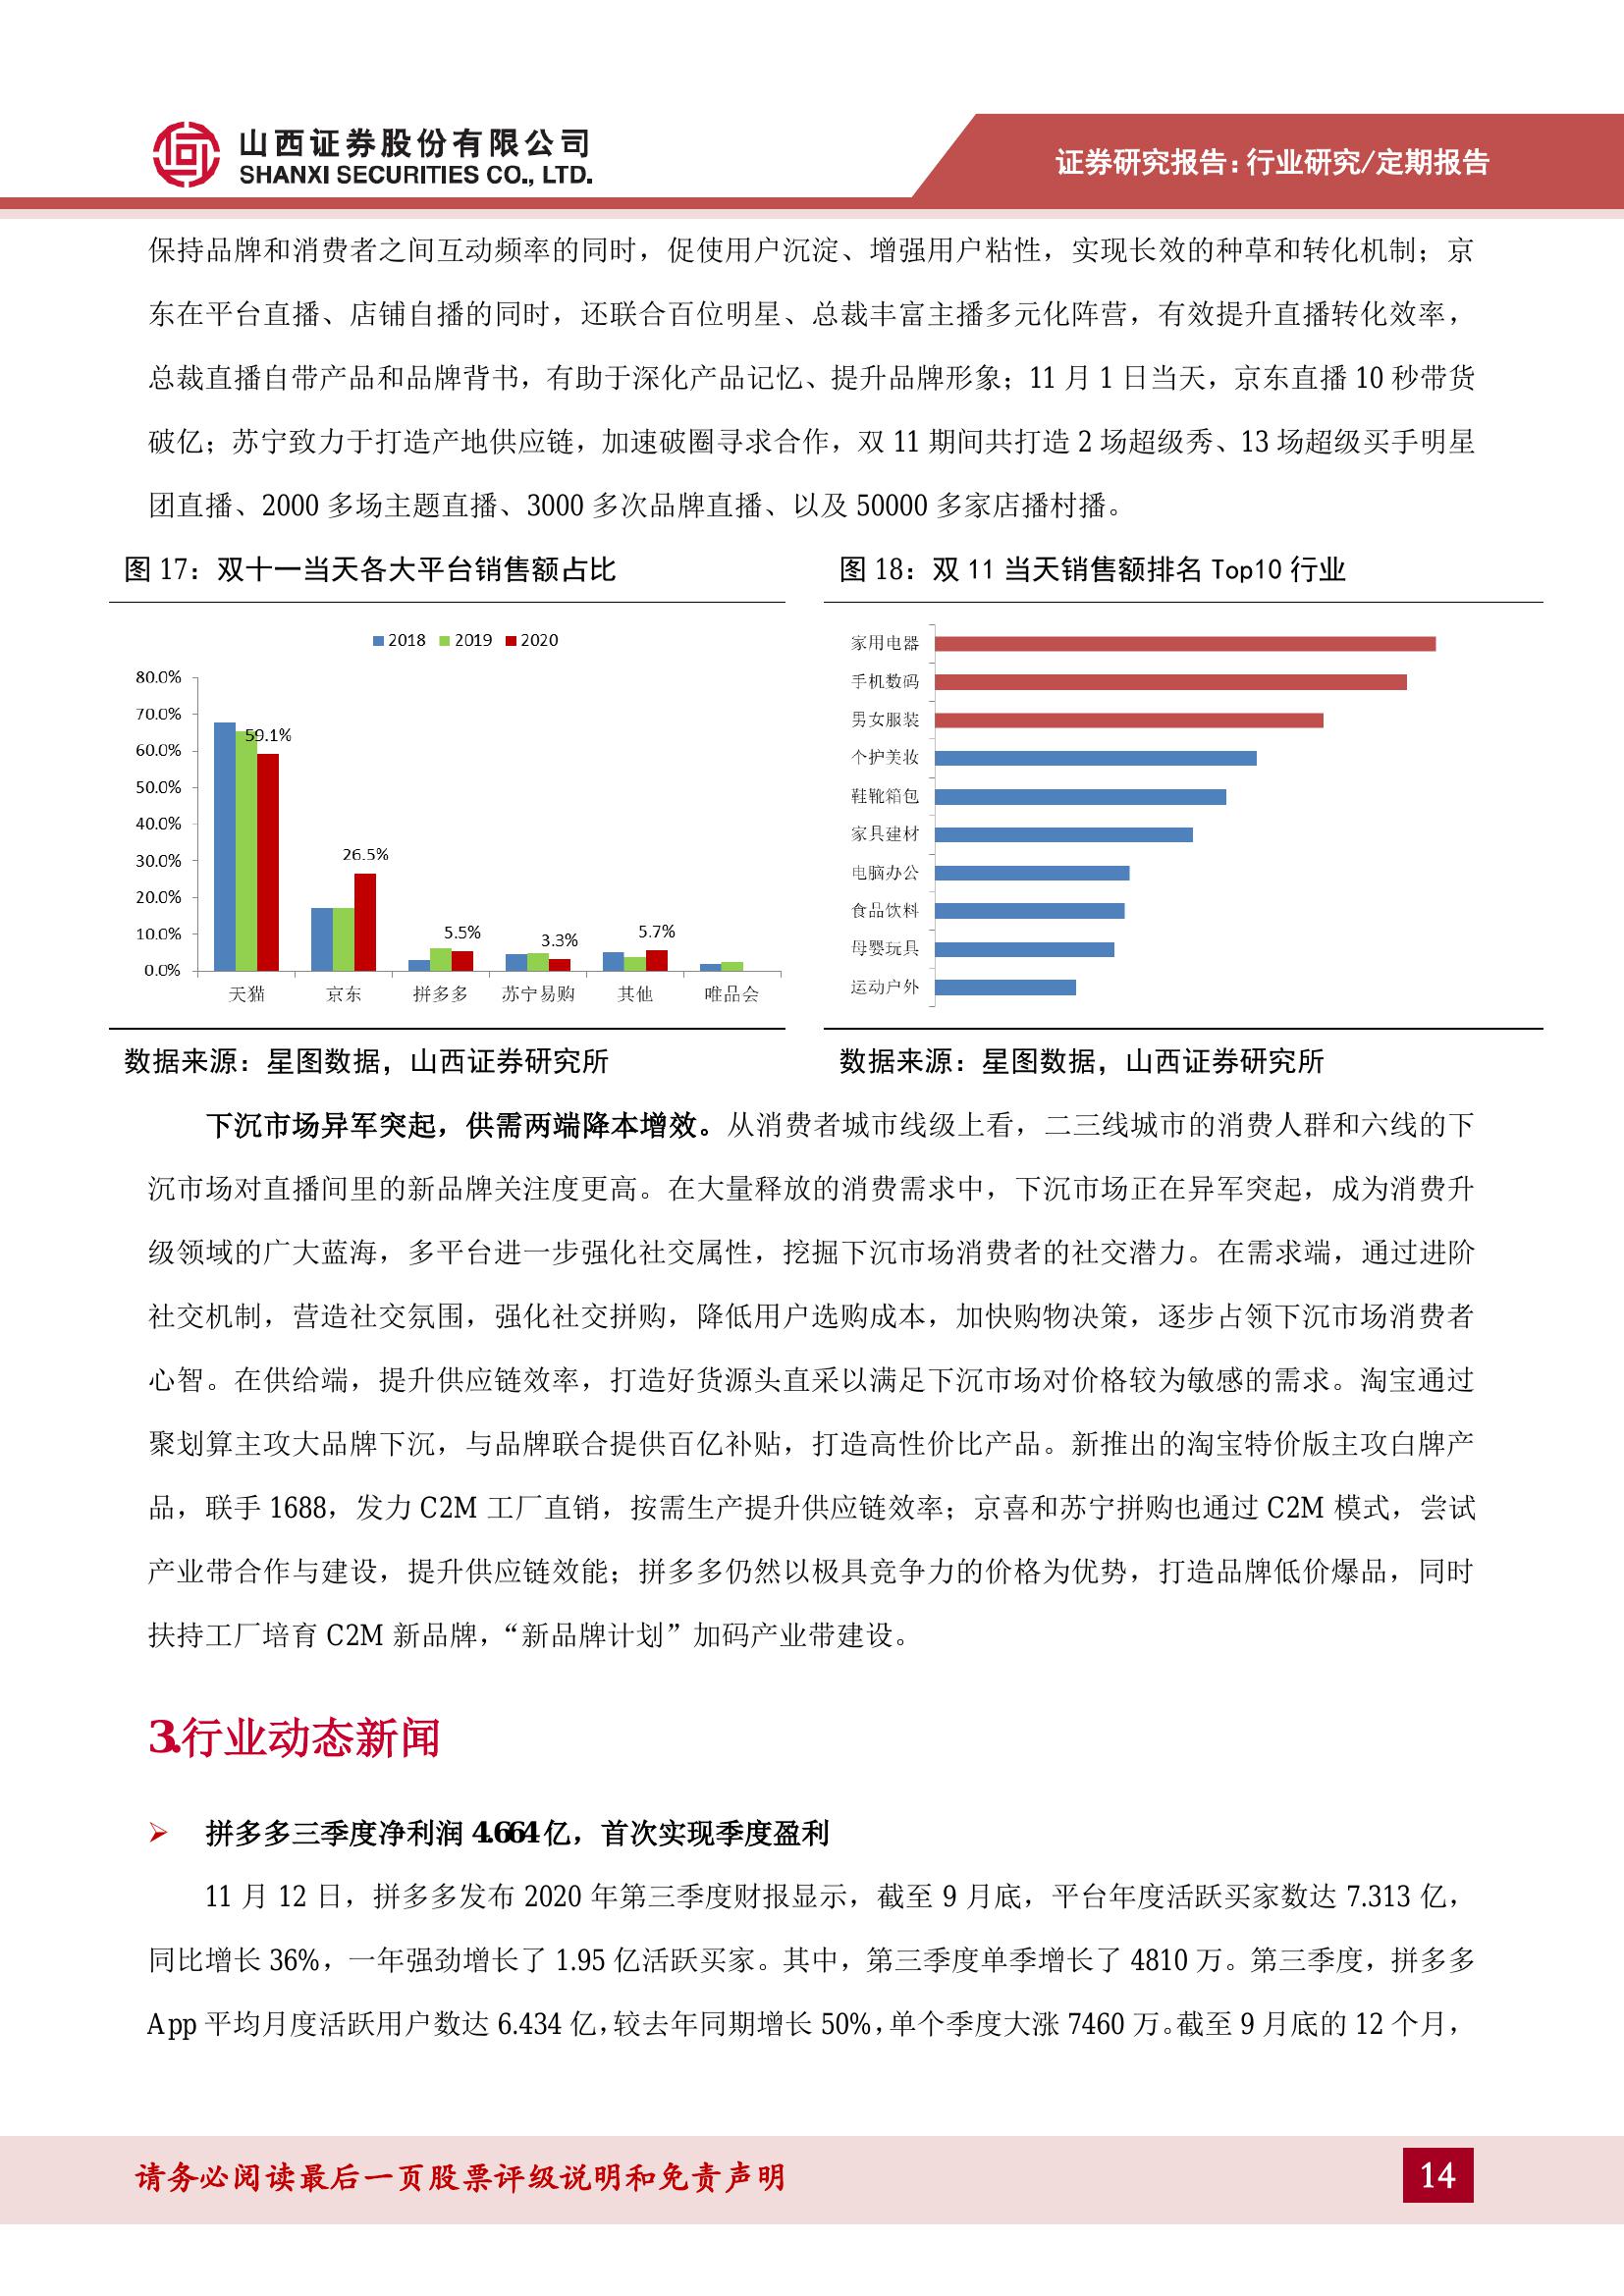 山西证券股份有限公司
SHANXI SECURITIES CO., LTD.
证券研究报告：行业研究/定期报告
保持品牌和消费者之间互动频率的同时，促使用户沉淀、增强用户粘性，实现长效的种草和转化机制；京
东在平台直播、店铺自播的同时，还联合百位明星、总裁丰富主播多元化阵营，有效提升直播转化效率，
总裁直播自带产品和品牌背书，有助于深化产品记忆、提升品牌形象；11 月 1 日当天，京东直播 10 秒带货
破亿；苏宁致力于打造产地供应链，加速破圈寻求合作，双 11 期间共打造 2 场超级秀、13 场超级买手明星
团直播、2000 多场主题直播、3000 多次品牌直播、以及 50000 多家店播村播。
图 17：双十一当天各大平台销售额占比
2018 2019 2020
80.0%
70.0%
60.0%
50.0%
40.0%
30.0%
20.0%
10.0%
0.0%
59.1%
26.5%
5.5%
3.3%
5.7%
天猫 京东 拼多多 苏宁易购 其他 唯品会
数据来源：星图数据，山西证券研究所
图 18：双 11 当天销售额排名 Top10 行业
家用电器
手机数码
男女服装
个护美妆
鞋靴箱包
家具建材
电脑办公
食品饮料
母婴玩具
运动户外
数据来源：星图数据，山西证券研究所
下沉市场异军突起，供需两端降本增效。从消费者城市线级上看，二三线城市的消费人群和六线的下
沉市场对直播间里的新品牌关注度更高。在大量释放的消费需求中，下沉市场正在异军突起，成为消费升
级领域的广大蓝海，多平台进一步强化社交属性，挖掘下沉市场消费者的社交潜力。在需求端，通过进阶
社交机制，营造社交氛围，强化社交拼购，降低用户选购成本，加快购物决策，逐步占领下沉市场消费者
心智。在供给端，提升供应链效率，打造好货源头直采以满足下沉市场对价格较为敏感的需求。淘宝通过
聚划算主攻大品牌下沉，与品牌联合提供百亿补贴，打造高性价比产品。新推出的淘宝特价版主攻白牌产
品，联手 1688，发力 C2M 工厂直销，按需生产提升供应链效率；京喜和苏宁拼购也通过 C2M 模式，尝试
产业带合作与建设，提升供应链效能；拼多多仍然以极具竞争力的价格为优势，打造品牌低价爆品，同时
扶持工厂培育 C2M 新品牌，“新品牌计划”加码产业带建设。
3.行业动态新闻
➢ 拼多多三季度净利润 4.664 亿，首次实现季度盈利
11 月 12 日，拼多多发布 2020 年第三季度财报显示，截至 9 月底，平台年度活跃买家数达 7.313 亿，
同比增长 36%，一年强劲增长了 1.95 亿活跃买家。其中，第三季度单季增长了 4810 万。第三季度，拼多多
App 平均月度活跃用户数达 6.434 亿，较去年同期增长 50%，单个季度大涨 7460 万。截至 9 月底的 12 个月，
请务必阅读最后一页股票评级说明和免责声明
14